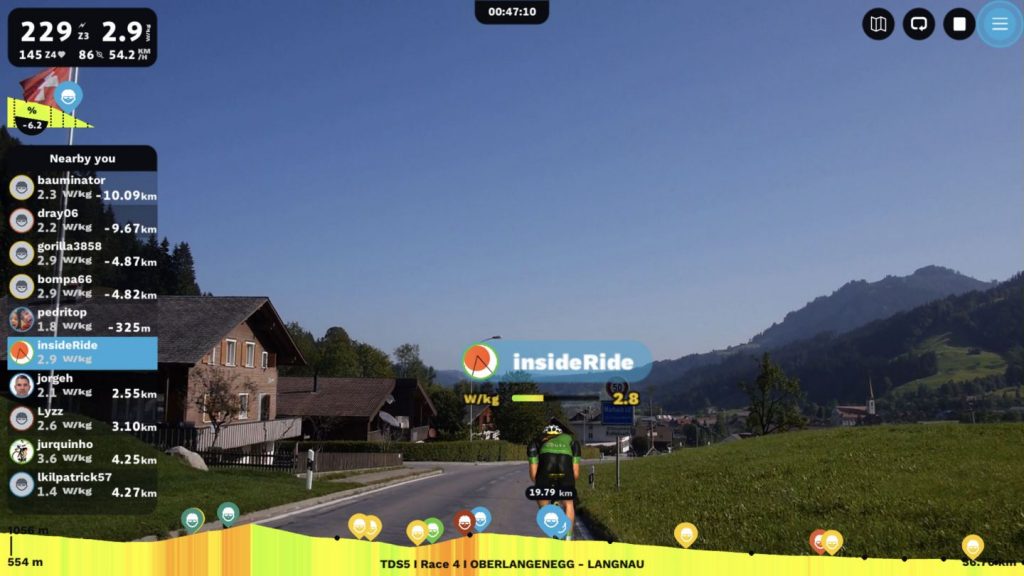 229 Z3 2.9 W/kg
145 Z4 86 54.2 KM/H
00:47:10
%
-6.2
Nearby you
bauminator
2.3 W/kg -10.09km
dray06
2.2 W/kg -9.67km
gorilla3858
2.9 W/kg -4.87km
bompa66
2.9 W/kg -4.82km
pedritop
1.8 W/kg -325m
insideRide
2.9 W/kg
jorgeh
2.1 W/kg 2.55km
Lyzz
2.6 W/kg 3.10km
jurquinho
3.6 W/kg 4.25km
lkilpatrick57
1.4 W/kg 4.27km
insideRide
W/kg 2.8
50
19.79 km
1056 m
554 m
TDS5 I Race 4 I OBERLANGENEGG - LANGNAU
36.76 km